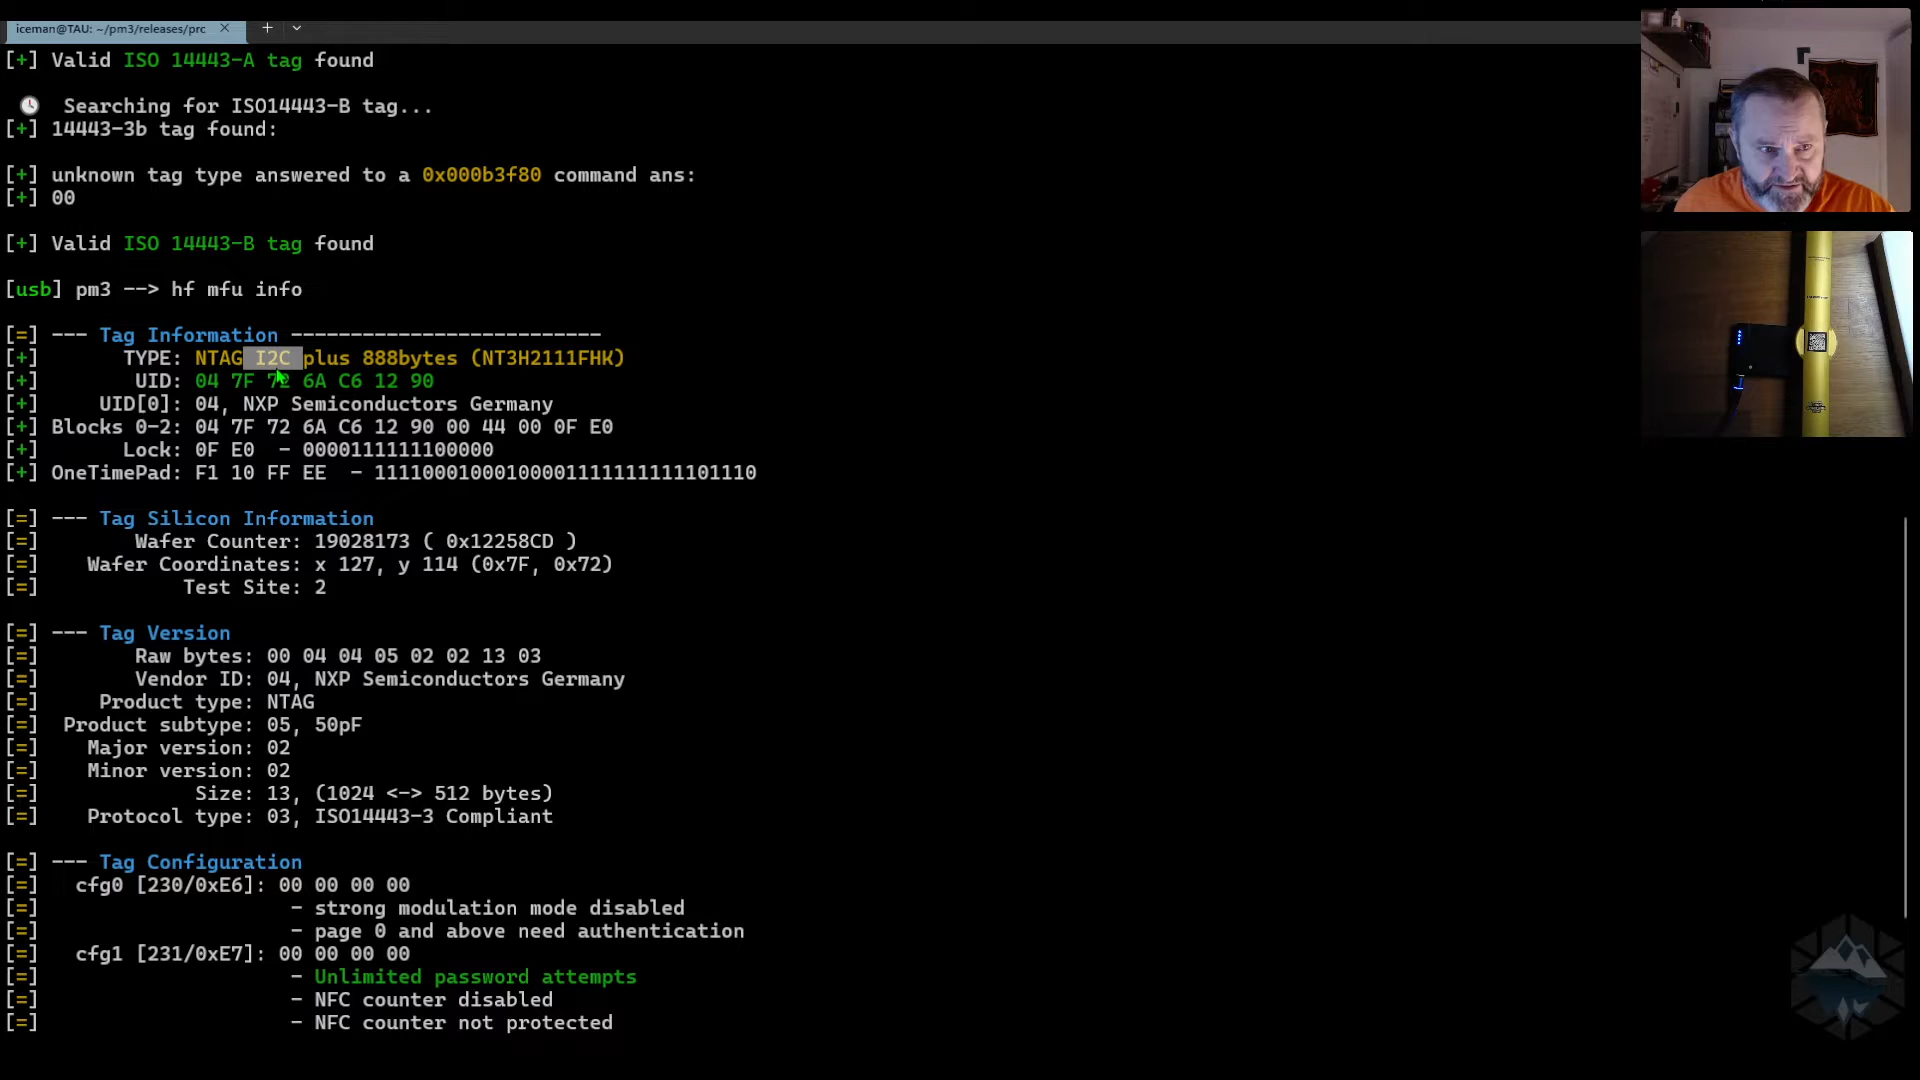 iceman@TAU: ~/pm3/releases/prc
[+] Valid ISO 14443-A tag found
Searching for ISO14443-B tag...
[+] 14443-3b tag found:
[+] unknown tag type answered to a 0x000b3f80 command ans:
[+] 00
[+] Valid ISO 14443-B tag found
[usb] pm3 --> hf mfu info
[=] --- Tag Information --------------------------
[+] TYPE: NTAG I2C plus 888bytes (NT3H2111FHK)
[+] UID: 04 7F 72 6A C6 12 90
[+] UID[0]: 04, NXP Semiconductors Germany
[+] Blocks 0-2: 04 7F 72 6A C6 12 90 00 44 00 0F E0
[+] Lock: 0F E0 - 0000111111100000
[+] OneTimePad: F1 10 FF EE - 11110001000100001111111111101110
[=] --- Tag Silicon Information
[=] Wafer Counter: 19028173 ( 0x12258CD )
[=] Wafer Coordinates: x 127, y 114 (0x7F, 0x72)
[=] Test Site: 2
[=] --- Tag Version
[=] Raw bytes: 00 04 04 05 02 02 13 03
[=] Vendor ID: 04, NXP Semiconductors Germany
[=] Product type: NTAG
[=] Product subtype: 05, 50pF
[=] Major version: 02
[=] Minor version: 02
[=] Size: 13, (1024 <-> 512 bytes)
[=] Protocol type: 03, ISO14443-3 Compliant
[=] --- Tag Configuration
[=] cfg0 [230/0xE6]: 00 00 00 00
[=] - strong modulation mode disabled
[=] - page 0 and above need authentication
[=] cfg1 [231/0xE7]: 00 00 00 00
[=] - Unlimited password attempts
[=] - NFC counter disabled
[=] - NFC counter not protected